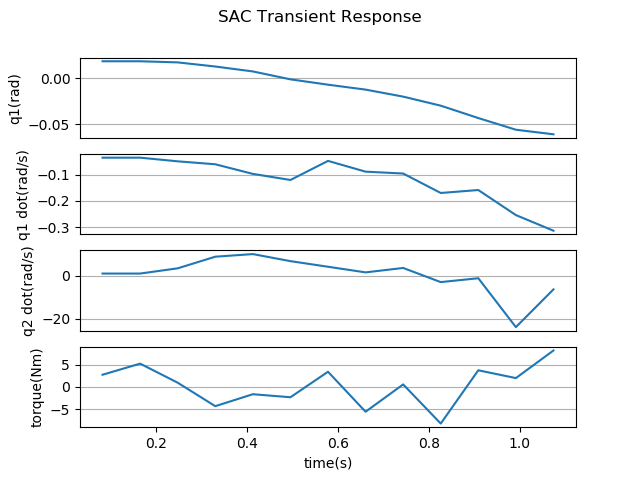 SAC Transient Response
q1(rad)
0.00
−0.05
q1 dot(rad/s)
−0.1
−0.2
−0.3
q2 dot(rad/s)
0
−20
torque(Nm)
5
0
−5
0.2 0.4 0.6 0.8 1.0
time(s)